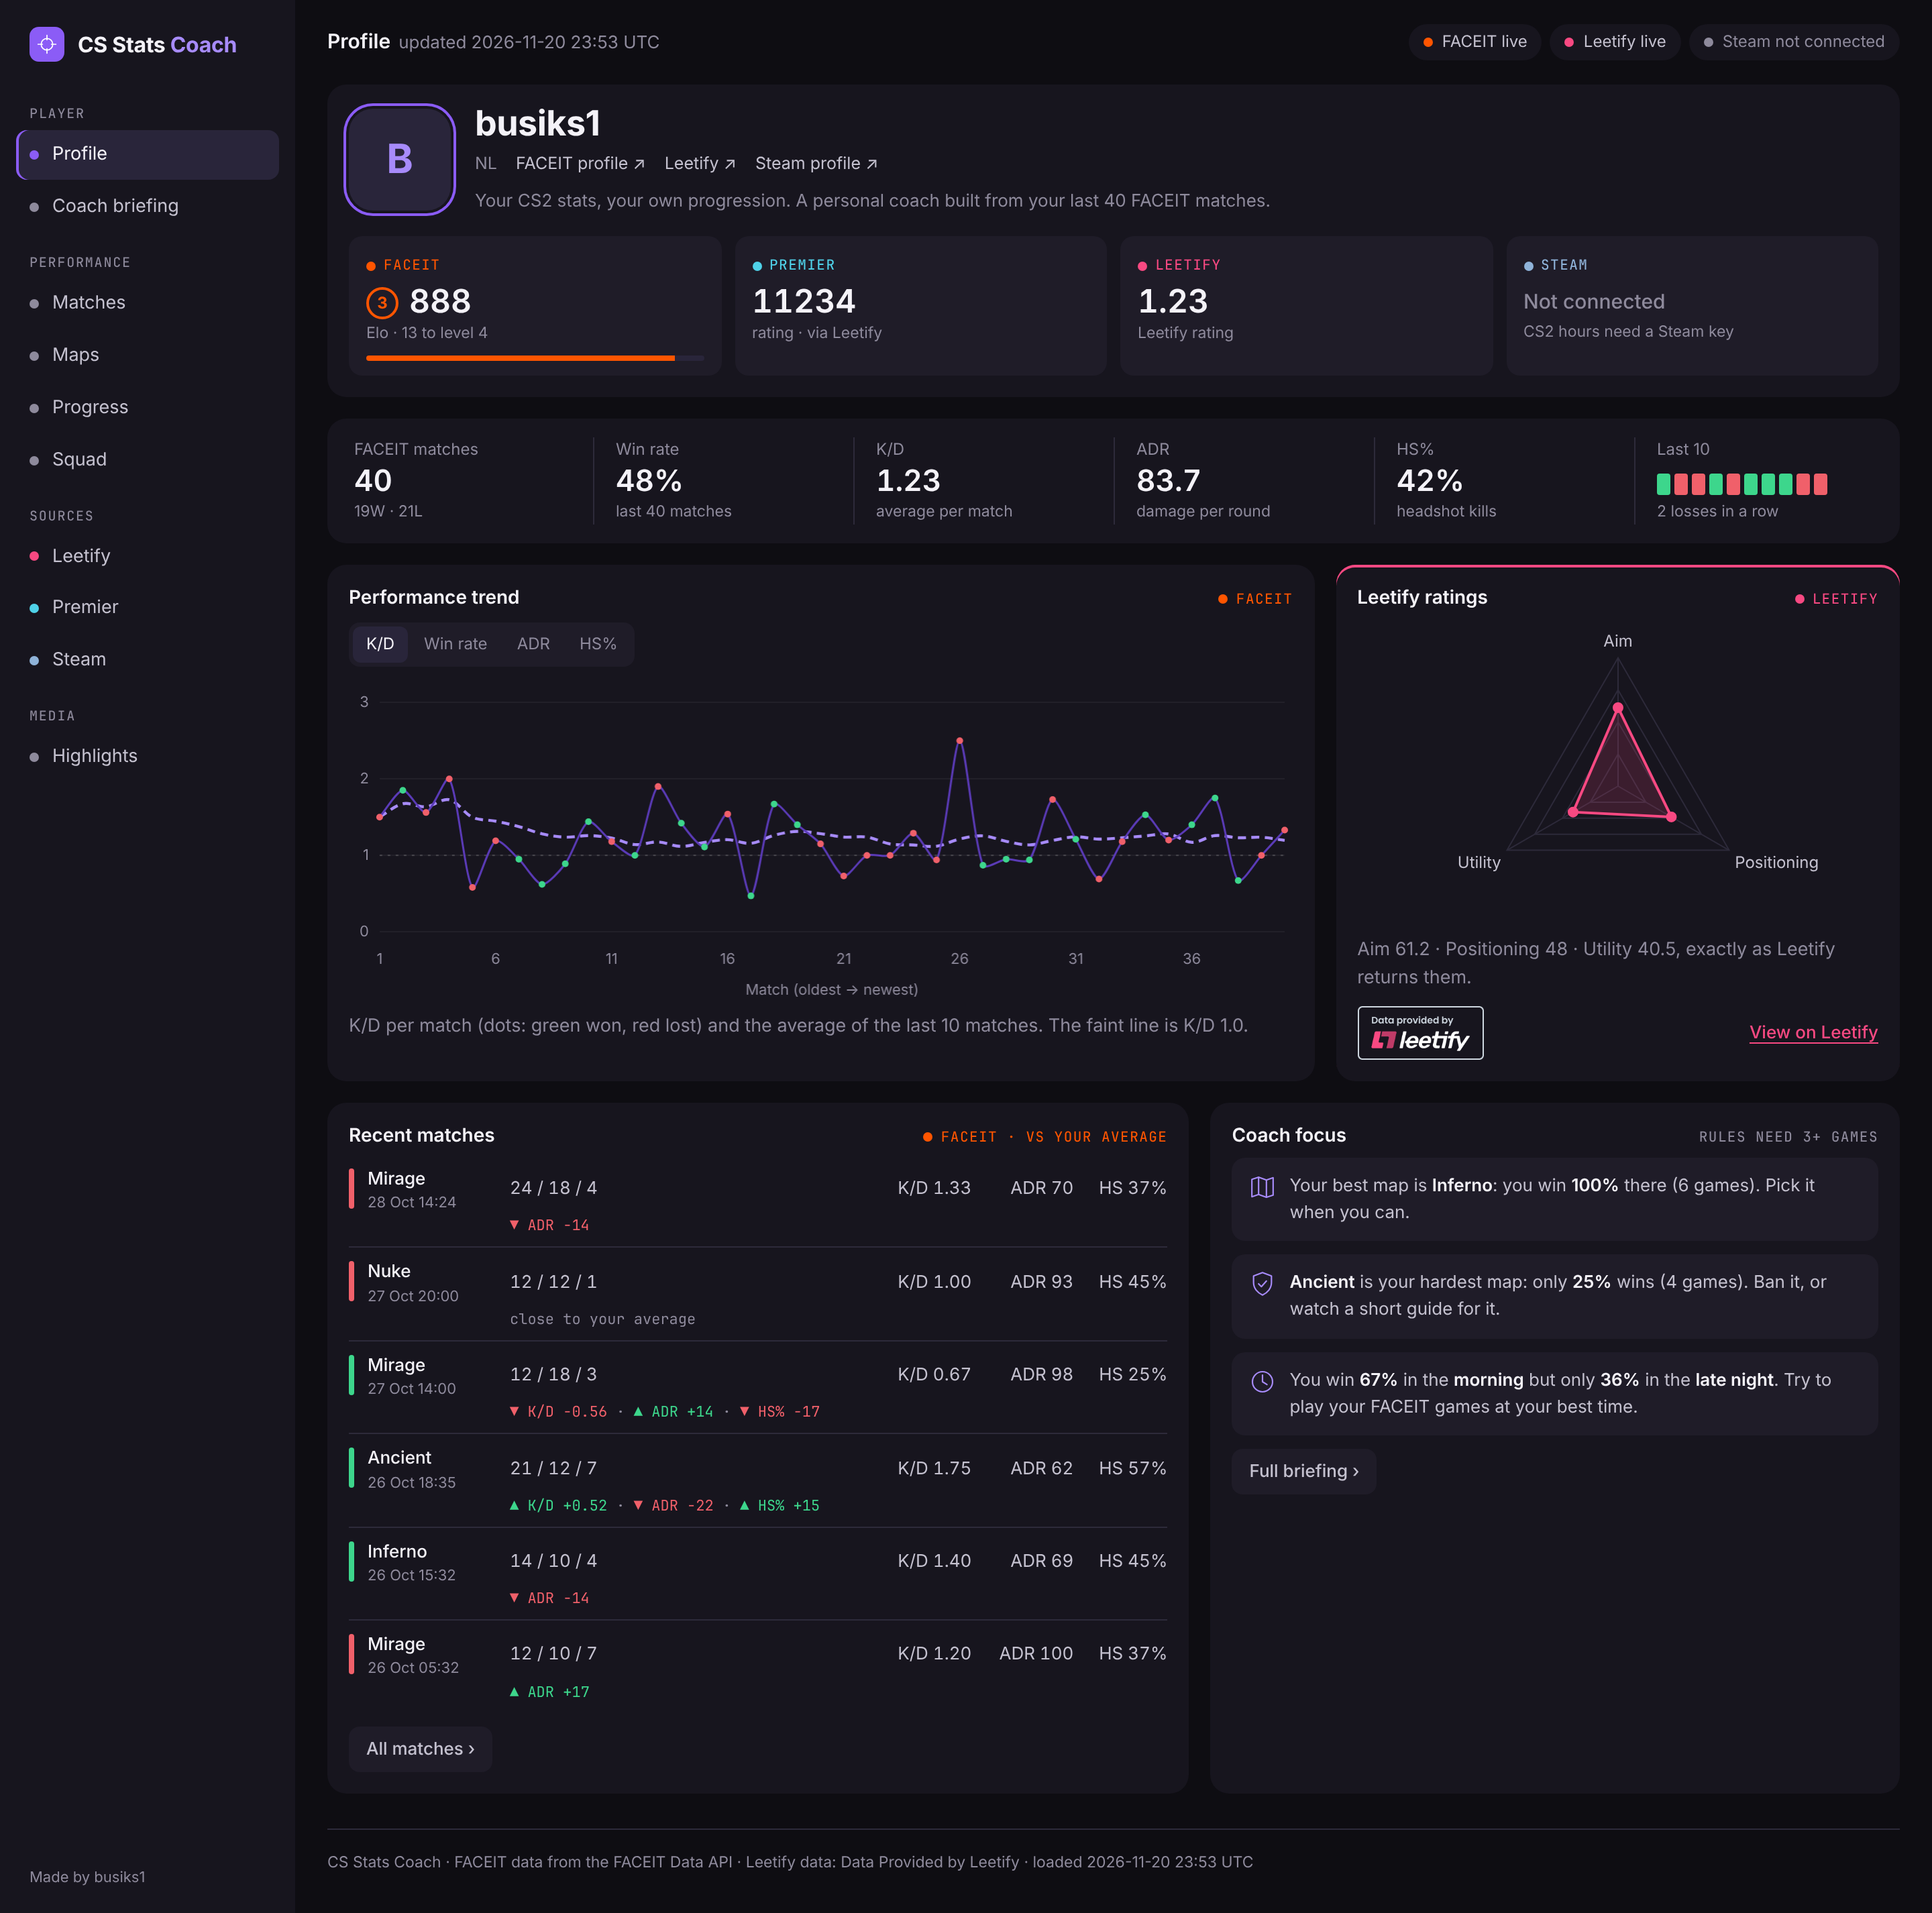 CS Stats Coach
PLAYER
Profile
Coach briefing
PERFORMANCE
Matches
Maps
Progress
Squad
SOURCES
Leetify
Premier
Steam
MEDIA
Highlights
Made by busiks1
Profile updated 2026-11-20 23:53 UTC
FACEIT live
Leetify live
Steam not connected
B
busiks1
NL FACEIT profile ↗ Leetify ↗ Steam profile ↗
Your CS2 stats, your own progression. A personal coach built from your last 40 FACEIT matches.
FACEIT
3 888
Elo · 13 to level 4
PREMIER
11234
rating · via Leetify
LEETIFY
1.23
Leetify rating
STEAM
Not connected
CS2 hours need a Steam key
FACEIT matches
40
19W · 21L
Win rate
48%
last 40 matches
K/D
1.23
average per match
ADR
83.7
damage per round
HS%
42%
headshot kills
Last 10
2 losses in a row
Performance trend
FACEIT
K/D Win rate ADR HS%
3
2
1
0
1 6 11 16 21 26 31 36
Match (oldest → newest)
K/D per match (dots: green won, red lost) and the average of the last 10 matches. The faint line is K/D 1.0.
Leetify ratings
LEETIFY
Aim
Utility
Positioning
Aim 61.2 · Positioning 48 · Utility 40.5, exactly as Leetify
returns them.
Data provided by
leetify
View on Leetify
Recent matches
FACEIT · VS YOUR AVERAGE
Mirage
28 Oct 14:24
24 / 18 / 4
K/D 1.33 ADR 70 HS 37%
▼ ADR -14
Nuke
27 Oct 20:00
12 / 12 / 1
K/D 1.00 ADR 93 HS 45%
close to your average
Mirage
27 Oct 14:00
12 / 18 / 3
K/D 0.67 ADR 98 HS 25%
▼ K/D -0.56 · ▲ ADR +14 · ▼ HS% -17
Ancient
26 Oct 18:35
21 / 12 / 7
K/D 1.75 ADR 62 HS 57%
▲ K/D +0.52 · ▼ ADR -22 · ▲ HS% +15
Inferno
26 Oct 15:32
14 / 10 / 4
K/D 1.40 ADR 69 HS 45%
▼ ADR -14
Mirage
26 Oct 05:32
12 / 10 / 7
K/D 1.20 ADR 100 HS 37%
▲ ADR +17
All matches ›
Coach focus
RULES NEED 3+ GAMES
Your best map is Inferno: you win 100% there (6 games). Pick it
when you can.
Ancient is your hardest map: only 25% wins (4 games). Ban it, or
watch a short guide for it.
You win 67% in the morning but only 36% in the late night. Try to
play your FACEIT games at your best time.
Full briefing ›
CS Stats Coach · FACEIT data from the FACEIT Data API · Leetify data: Data Provided by Leetify · loaded 2026-11-20 23:53 UTC